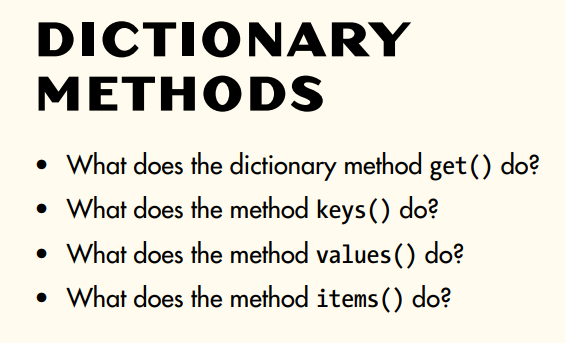 DICTIONARY
METHODS
• What does the dictionary method get() do?
• What does the method keys() do?
• What does the method values() do?
• What does the method items() do?